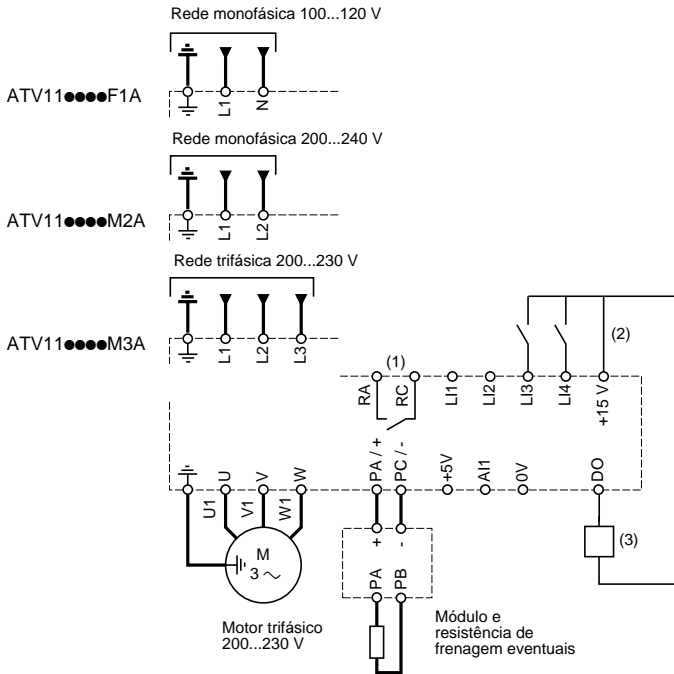 Rede monofásica 100...120 V
ATV11●●●●F1A
L1
N
Rede monofásica 200...240 V
ATV11●●●●M2A
L1
L2
Rede trifásica 200...230 V
ATV11●●●●M3A
L1
L2
L3
(1)
(2)
RA
RC
LI1
LI2
LI3
LI4
+15 V
U
V
W
PA / +
PC / -
+5V
AI1
0V
DO
U1
V1
W1
M
3 ~
+
-
PA
PB
(3)
Motor trifásico
200...230 V
Módulo e
resistência de
frenagem eventuais